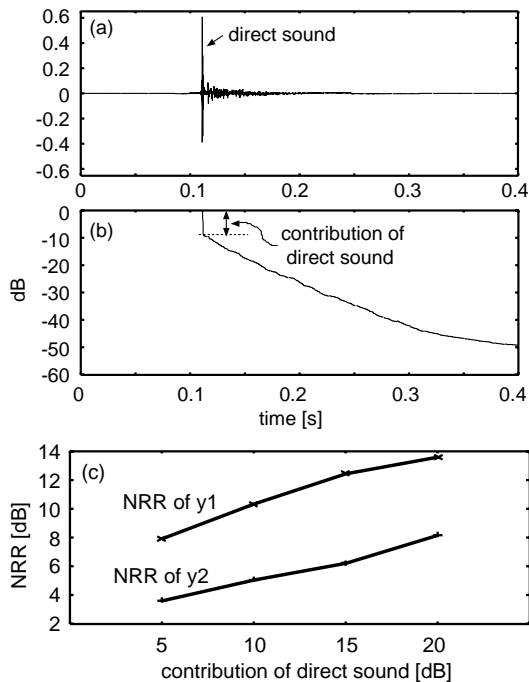 (a)
direct sound
0.6
0.4
0.2
0
-0.2
-0.4
-0.6
0 0.1 0.2 0.3 0.4
(b)
contribution of
direct sound
dB
0
-10
-20
-30
-40
-50
-60
0 0.1 0.2 0.3 0.4
time [s]
(c)
NRR of y1
NRR of y2
NRR [dB]
14
12
10
8
6
4
2
5 10 15 20
contribution of direct sound [dB]